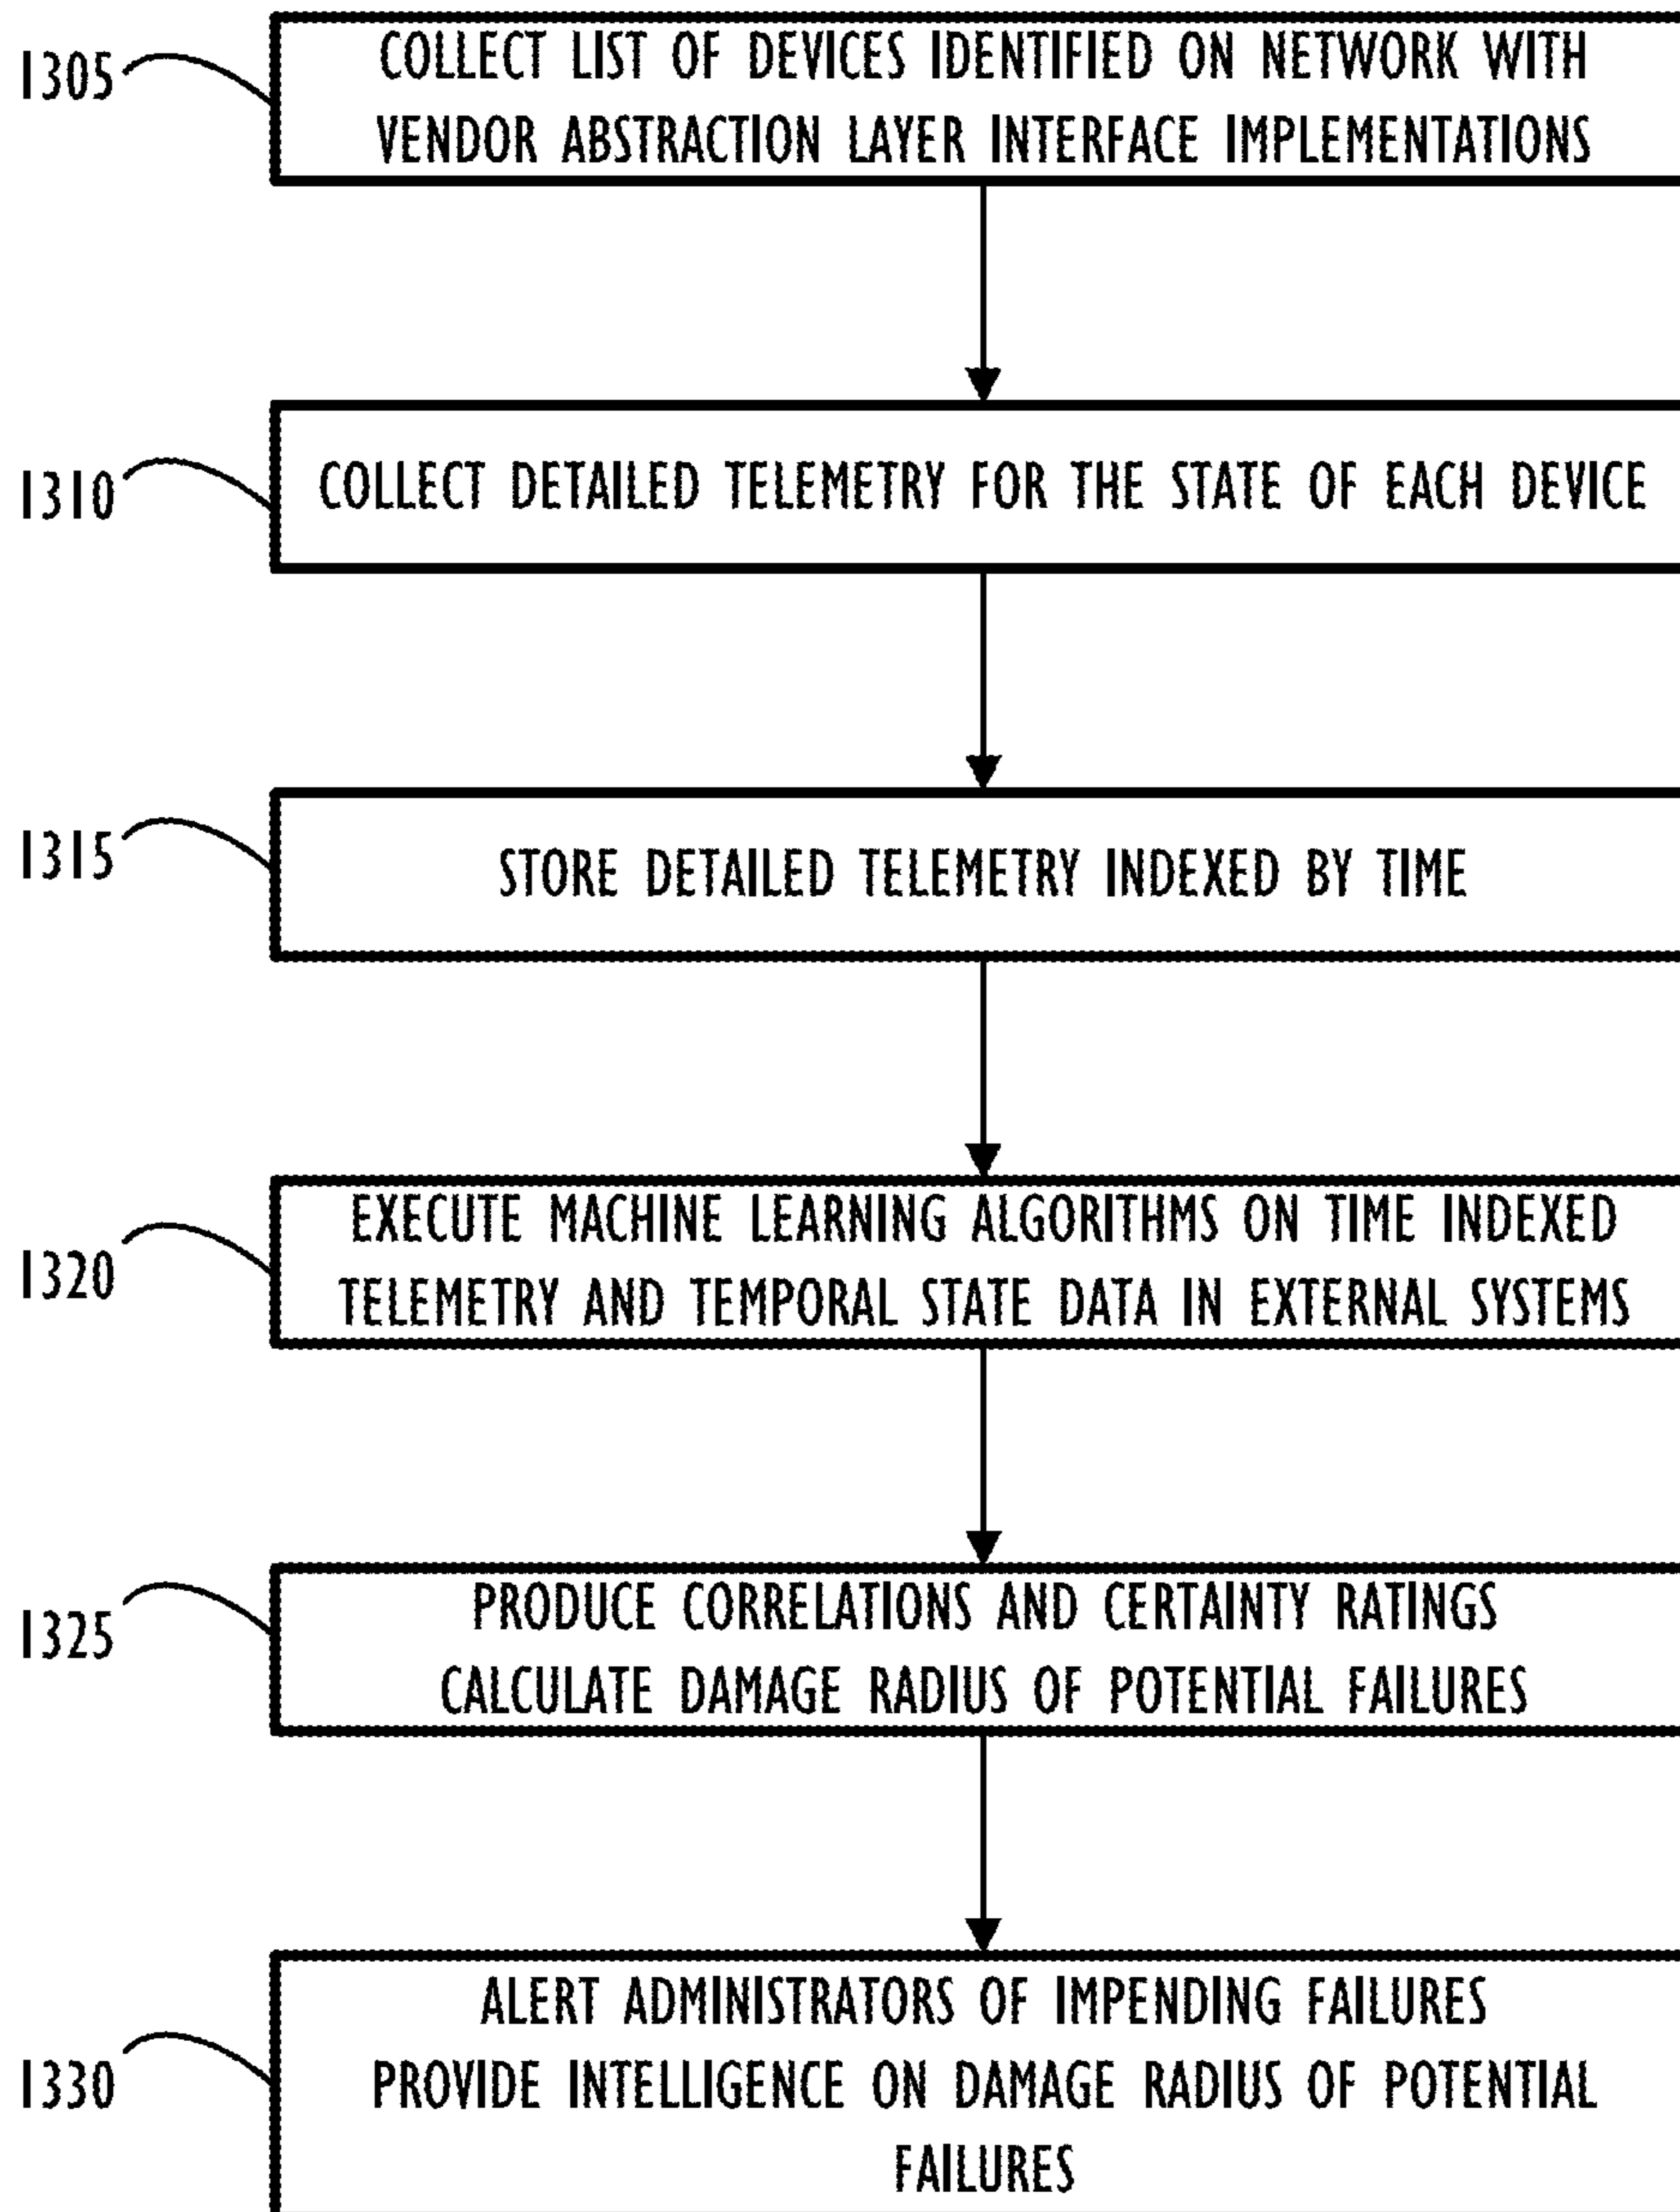 1305
COLLECT LIST OF DEVICES IDENTIFIED ON NETWORK WITH
VENDOR ABSTRACTION LAYER INTERFACE IMPLEMENTATIONS
1310
COLLECT DETAILED TELEMETRY FOR THE STATE OF EACH DEVICE
1315
STORE DETAILED TELEMETRY INDEXED BY TIME
1320
EXECUTE MACHINE LEARNING ALGORITHMS ON TIME INDEXED
TELEMETRY AND TEMPORAL STATE DATA IN EXTERNAL SYSTEMS
1325
PRODUCE CORRELATIONS AND CERTAINTY RATINGS
CALCULATE DAMAGE RADIUS OF POTENTIAL FAILURES
1330
ALERT ADMINISTRATORS OF IMPENDING FAILURES
PROVIDE INTELLIGENCE ON DAMAGE RADIUS OF POTENTIAL
FAILURES